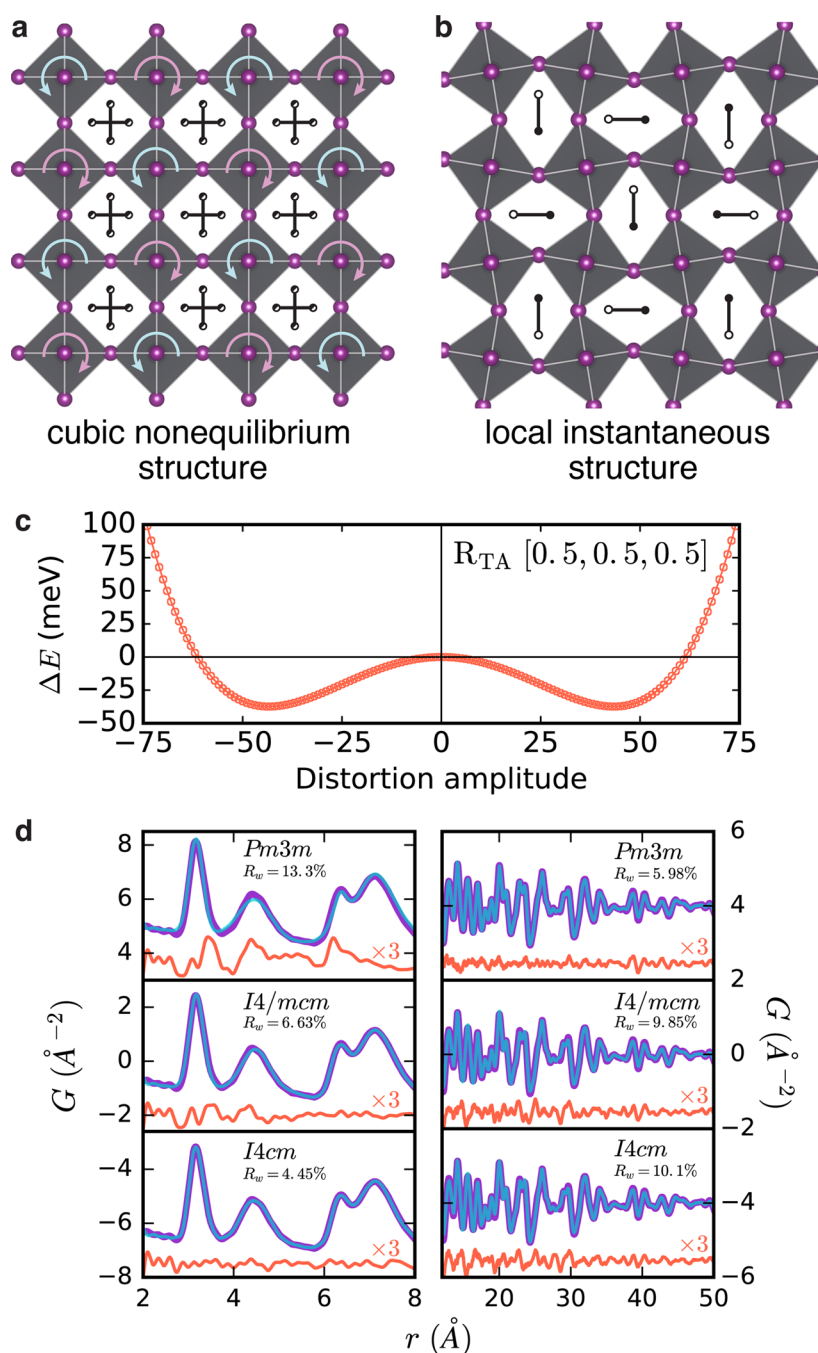 a
b
cubic nonequilibrium
structure
local instantaneous
structure
c
ΔE (meV)
100
75
50
25
0
−25
−50
R_TA [0.5, 0.5, 0.5]
−75
−50
−25
0
25
50
75
Distortion amplitude
d
8
6
4
Pm3m
R_w = 13.3%
×3
Pm3m
R_w = 5.98%
×3
6
4
2
2
0
−2
I4/mcm
R_w = 6.63%
×3
I4/mcm
R_w = 9.85%
×3
0
−2
G (Å⁻²)
G (Å⁻²)
−4
−6
−8
I4cm
R_w = 4.45%
×3
I4cm
R_w = 10.1%
×3
−4
−6
2
4
6
8
20
30
40
50
r (Å)